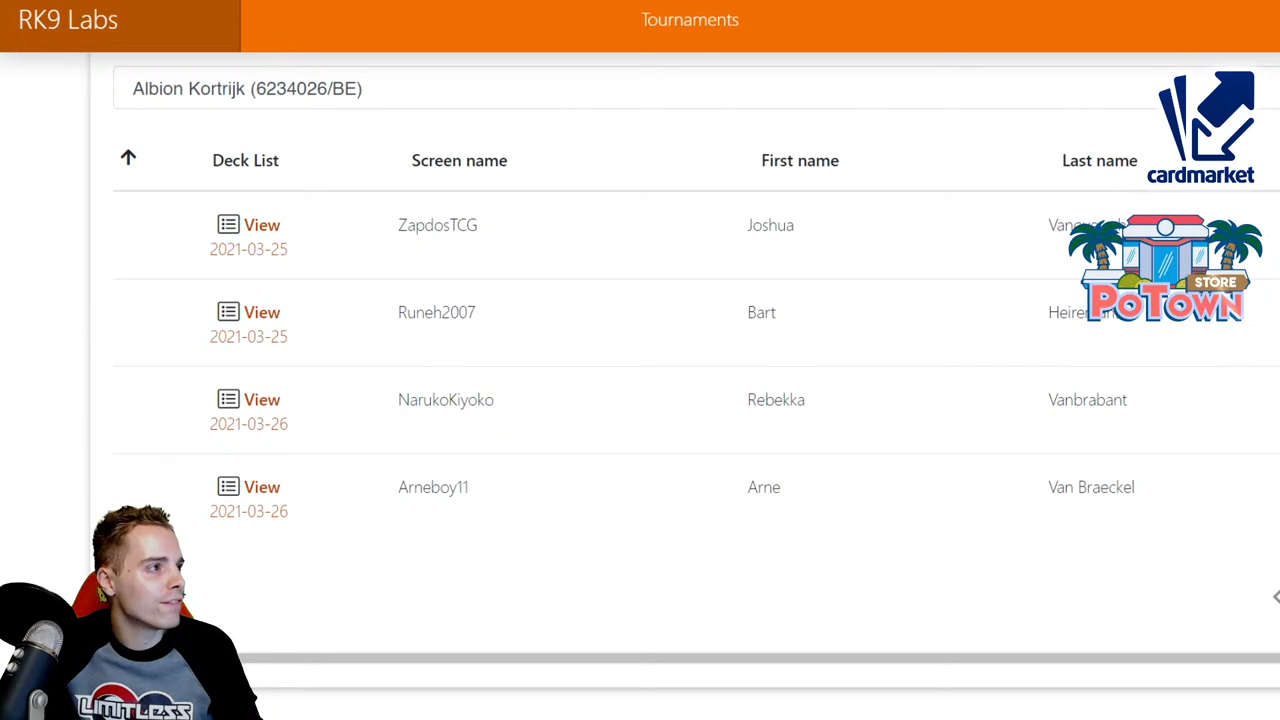 RK9 Labs
Tournaments
Albion Kortrijk (6234026/BE)
cardmarket
Deck List Screen name First name Last name
View ZapdosTCG Joshua
2021-03-25
STORE
PoTown
View Runeh2007 Bart
2021-03-25
View NarukoKiyoko Rebekka Vanbrabant
2021-03-26
View Arneboy11 Arne Van Braeckel
2021-03-26
LIMITLESS